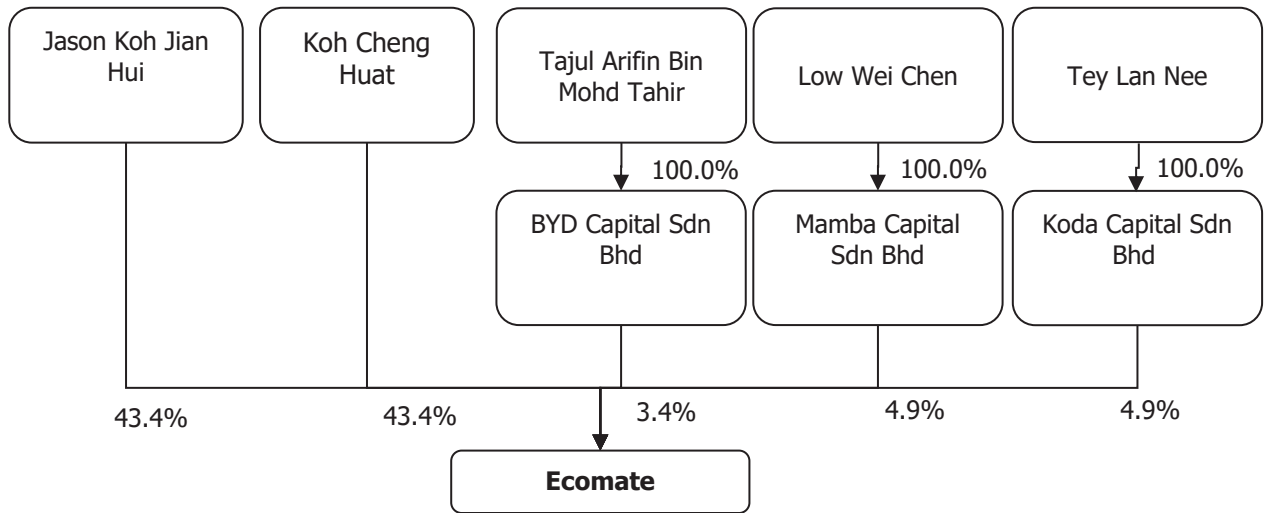 Jason Koh Jian
Hui
Koh Cheng
Huat
Tajul Arifin Bin
Mohd Tahir
Low Wei Chen
Tey Lan Nee
100.0%
100.0%
100.0%
BYD Capital Sdn
Bhd
Mamba Capital
Sdn Bhd
Koda Capital Sdn
Bhd
43.4%
43.4%
3.4%
4.9%
4.9%
Ecomate